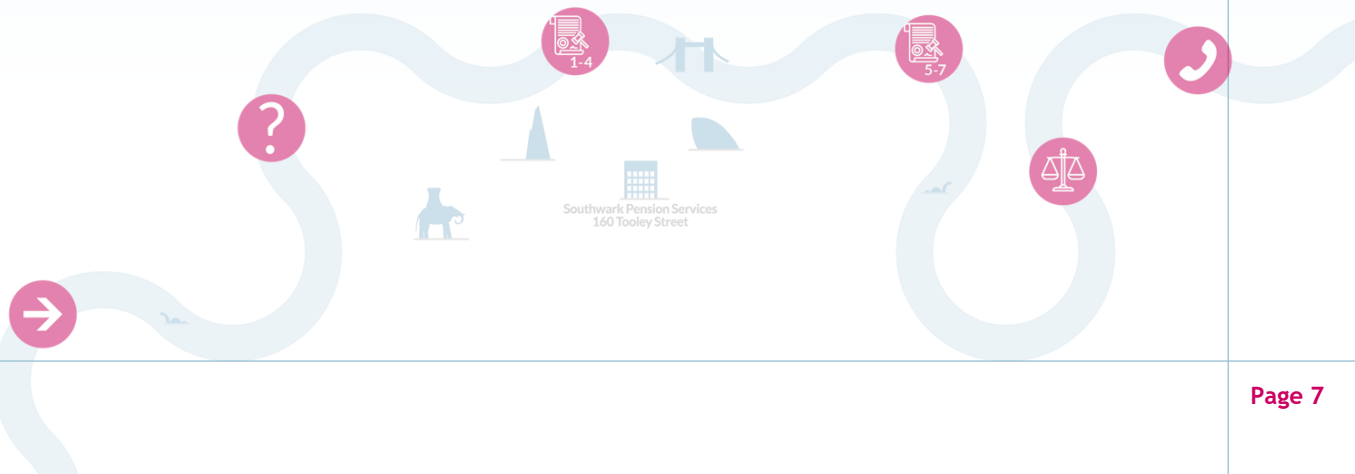 1-4
5-7
?
Southwark Pension Services
160 Tooley Street
Page 7